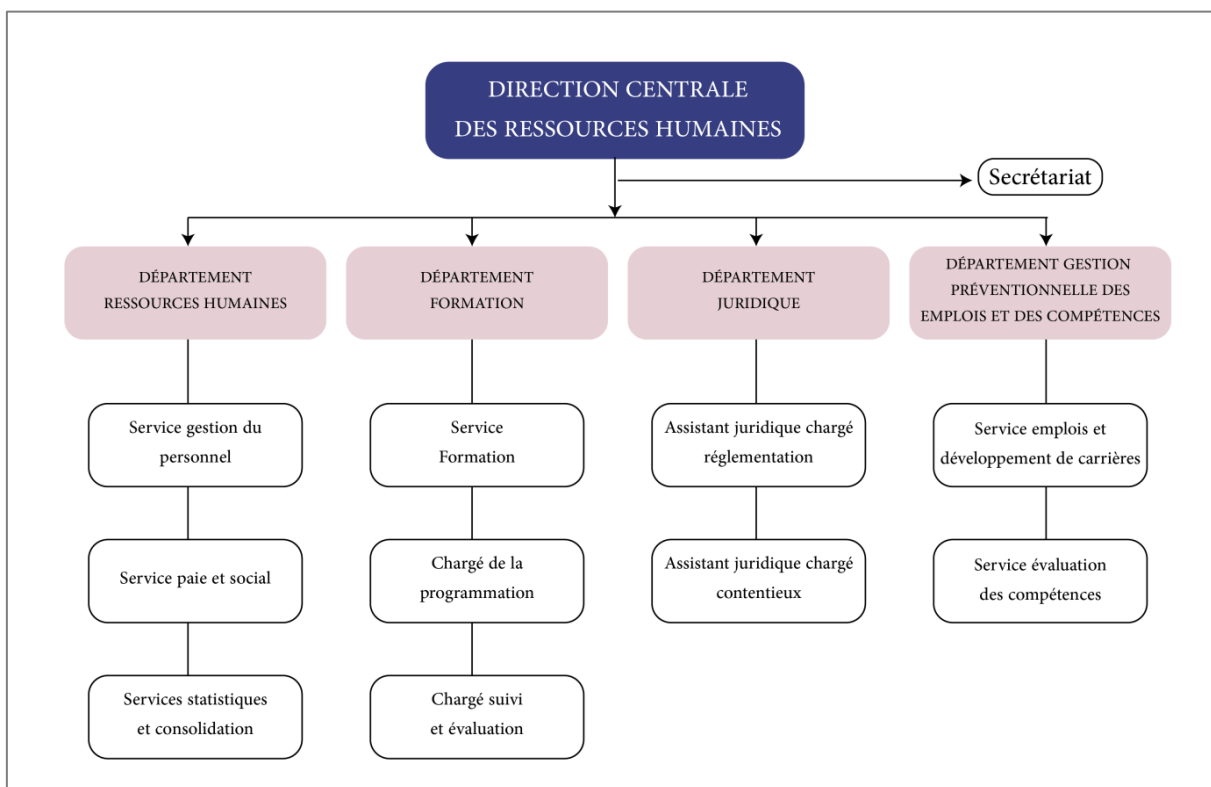 DIRECTION CENTRALE
DES RESSOURCES HUMAINES
Secrétariat
DÉPARTEMENT
RESSOURCES HUMAINES
DÉPARTEMENT
FORMATION
DÉPARTEMENT
JURIDIQUE
DÉPARTEMENT GESTION
PRÉVENTIONNELLE DES
EMPLOIS ET DES COMPÉTENCES
Service gestion du
personnel
Service
Formation
Assistant juridique chargé
réglementation
Service emplois et
développement de carrières
Service paie et social
Chargé de la
programmation
Assistant juridique chargé
contentieux
Service évaluation
des compétences
Services statistiques
et consolidation
Chargé suivi
et évaluation